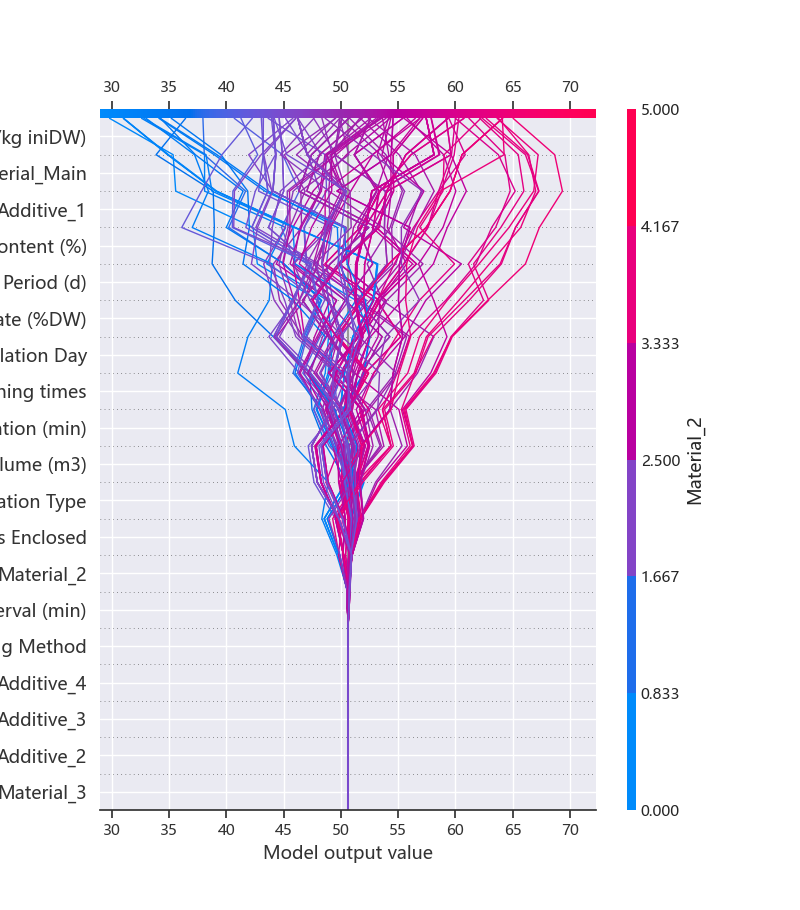 30 35 40 45 50 55 60 65 70
/kg iniDW)
erial_Main
Additive_1
ontent (%)
Period (d)
ate (%DW)
lation Day
ning times
ation (min)
lume (m3)
ation Type
s Enclosed
Material_2
erval (min)
g Method
Additive_4
Additive_3
Additive_2
Material_3
30 35 40 45 50 55 60 65 70
Model output value
5.000
4.167
3.333
2.500
1.667
0.833
0.000
Material_2